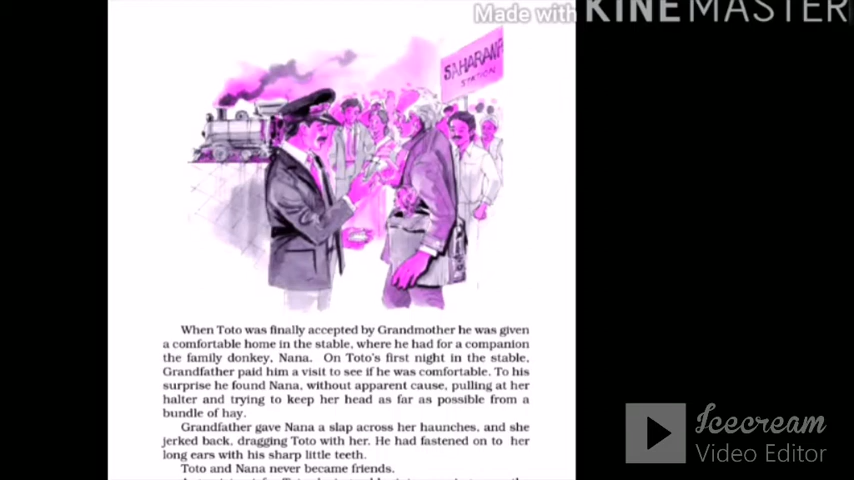 Made with KINEMASTER
SAHARANPUR
STATION
When Toto was finally accepted by Grandmother he was given
a comfortable home in the stable, where he had for a companion
the family donkey, Nana. On Toto's first night in the stable,
Grandfather paid him a visit to see if he was comfortable. To his
surprise he found Nana, without apparent cause, pulling at her
halter and trying to keep her head as far as possible from a
bundle of hay.
Grandfather gave Nana a slap across her haunches, and she
jerked back, dragging Toto with her. He had fastened on to her
long ears with his sharp little teeth.
Toto and Nana never became friends.
Icecream
Video Editor